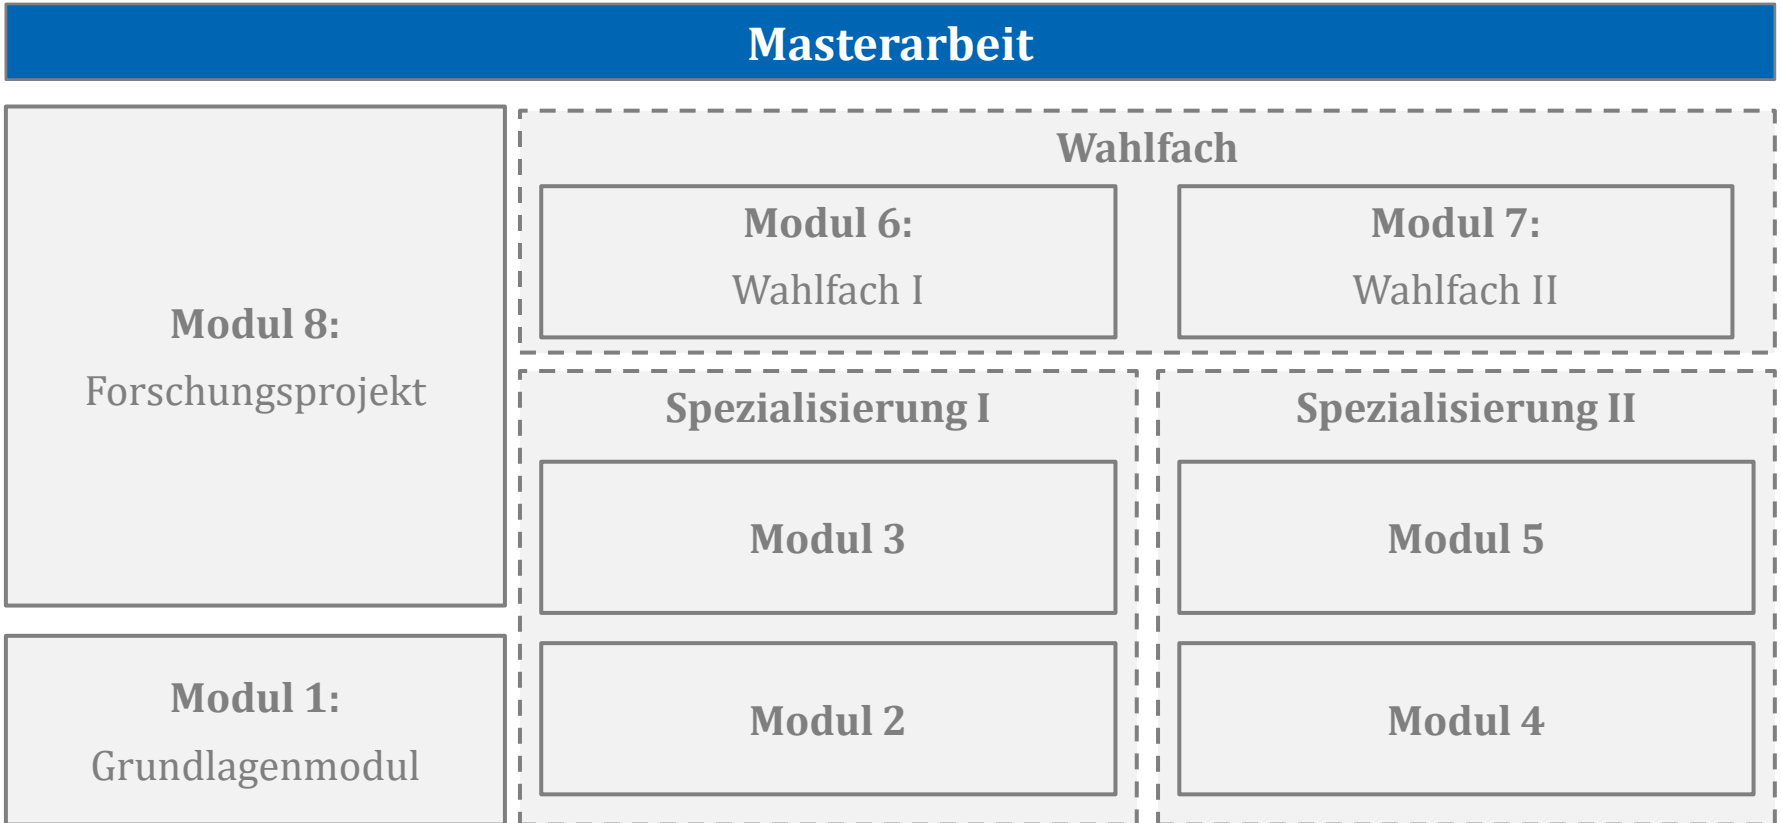 Masterarbeit
Modul 8:
Forschungsprojekt
Wahlfach
Modul 6:
Wahlfach I
Modul 7:
Wahlfach II
Spezialisierung I
Modul 3
Modul 2
Spezialisierung II
Modul 5
Modul 4
Modul 1:
Grundlagenmodul